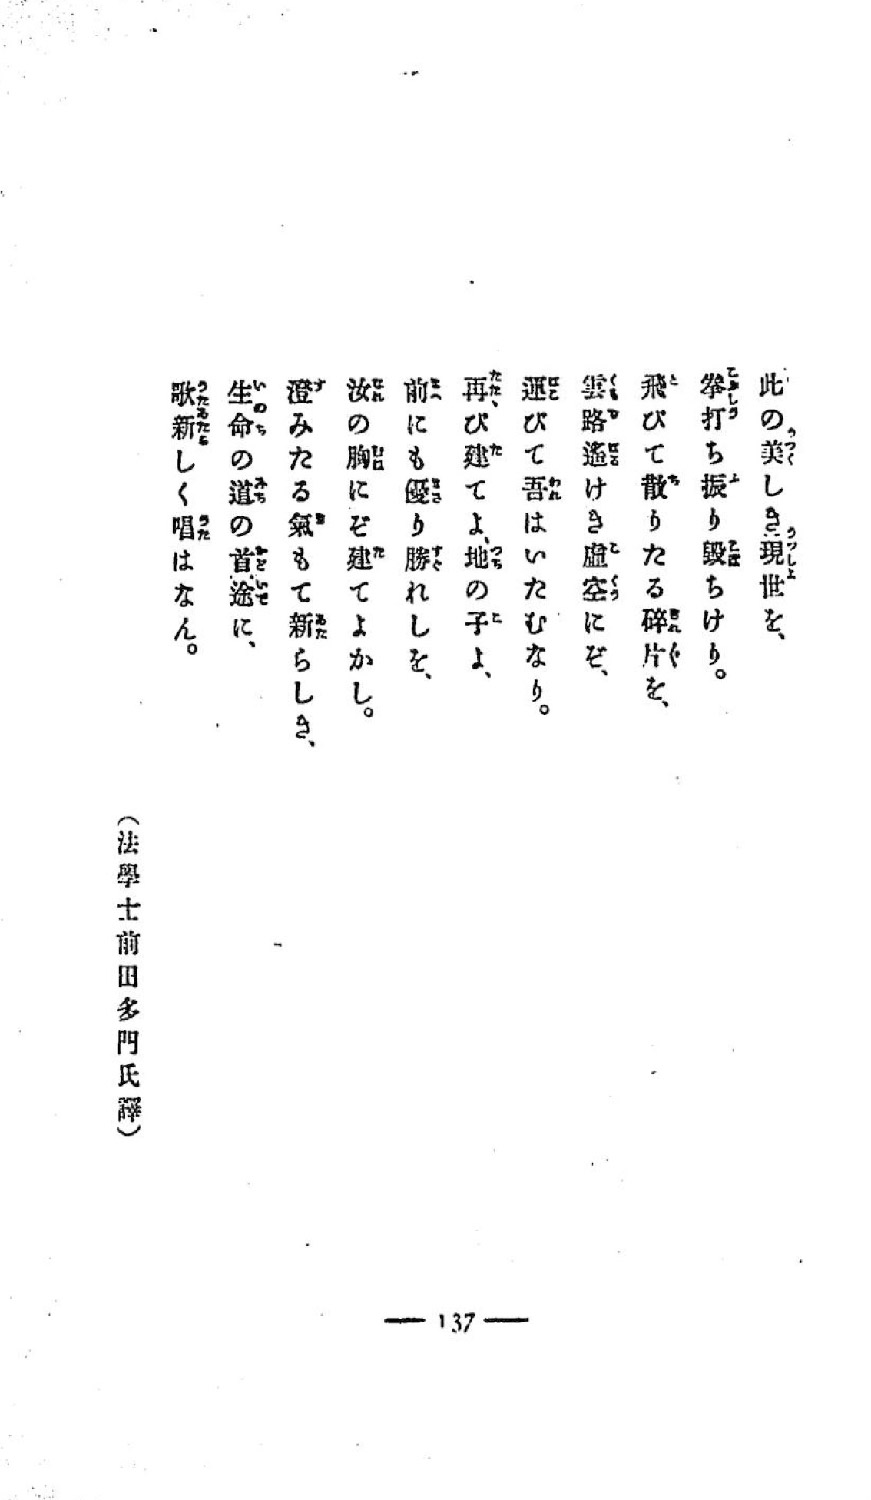 此の美しき現世を、
拳打ち振り毀ちけり。
飛びて散りたる碎片を、
雲路遙けき虛空にぞ、
運びて吾はいたむなり。
再び建てよ、地の子よ、
前にも優り勝れしを、
汝の胸にぞ建てよかし。
澄みたる氣もて新らしき、
生命の道の首途に、
歌新しく唱はなん。
（法學士前田多門氏譯）
— 137 —